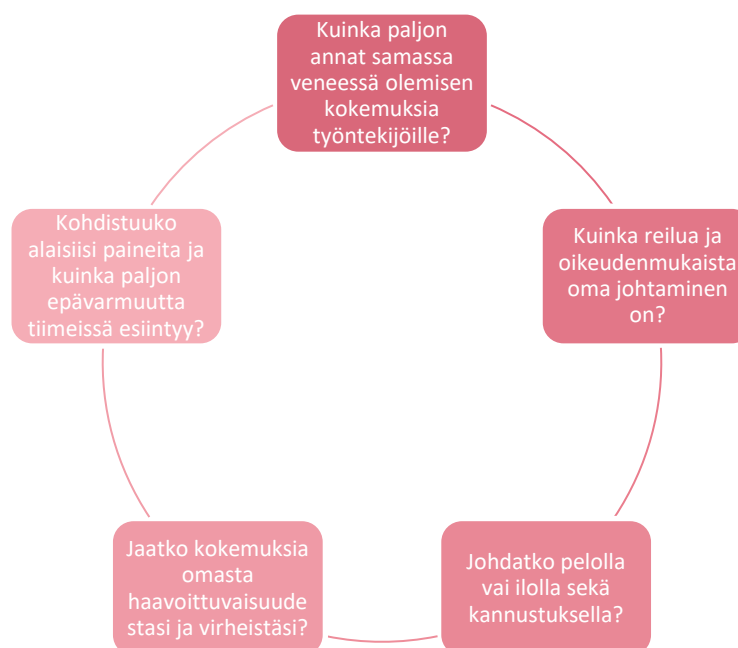 Kuinka paljon
annat samassa
veneessä olemisen
kokemuksia
työntekijöille?
Kuinka reilua ja
oikeudenmukaista
oma johtaminen
on?
Johdatko pelolla
vai ilolla sekä
kannustuksella?
Jaatko kokemuksia
omasta
haavoittuvaisuude
stasi ja virheistäsi?
Kohdistuuko
alaisiisi paineita ja
kuinka paljon
epävarmuutta
tiimeissä esiintyy?